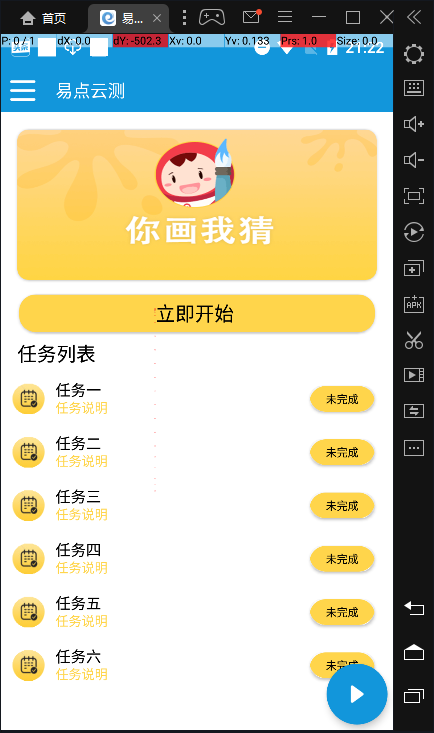 首页
易...
P: 0 / 1 dX: 0.0 dY: -502.3 Xv: 0.0 Yv: 0.133 Prs: 1.0 Size: 0.0
21:22
易点云测
你画我猜
立即开始
任务列表
任务一
任务说明
未完成
任务二
任务说明
未完成
任务三
任务说明
未完成
任务四
任务说明
未完成
任务五
任务说明
未完成
任务六
任务说明
未完成
APK